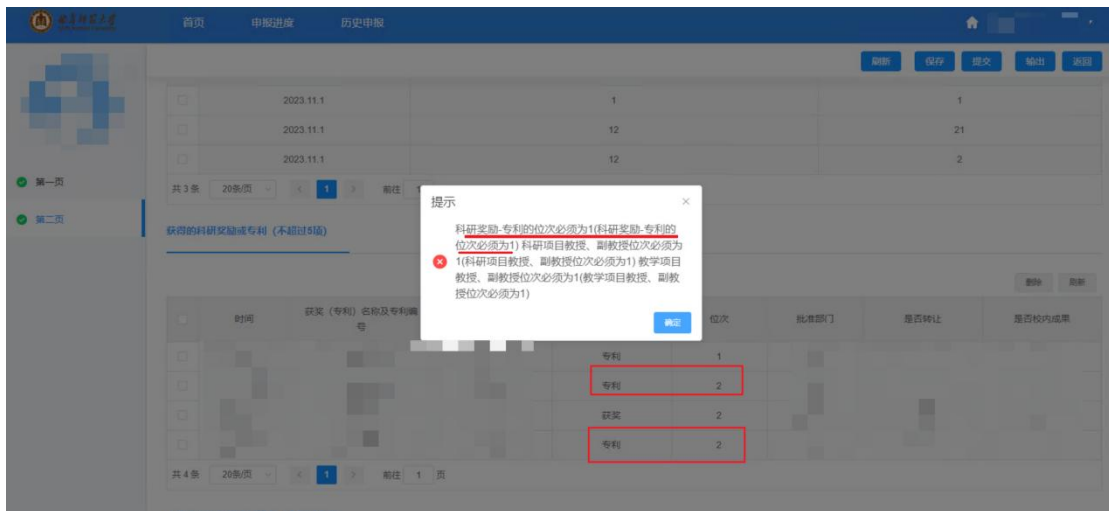 首页 申报进度 历史申报
刷新 保存 提交 输出 返回
2023.11.1 1 1
2023.11.1 12 21
2023.11.1 12 2
第一页
共 3 条 20条/页 1 前往 1
第二页
获得的科研奖励或专利（不超过5项）
提示
科研奖励-专利的位次必须为1(科研奖励-专利的
位次必须为1) 科研项目教授、副教授位次必须为
1(科研项目教授、副教授位次必须为1) 教学项目
教授、副教授位次必须为1(教学项目教授、副教
授位次必须为1)
确定
删除 刷新
时间 获奖（专利）名称及专利编号 位次 批准部门 是否转让 是否校内成果
专利 1
专利 2
获奖 2
专利 2
共 4 条 20条/页 1 前往 1 页